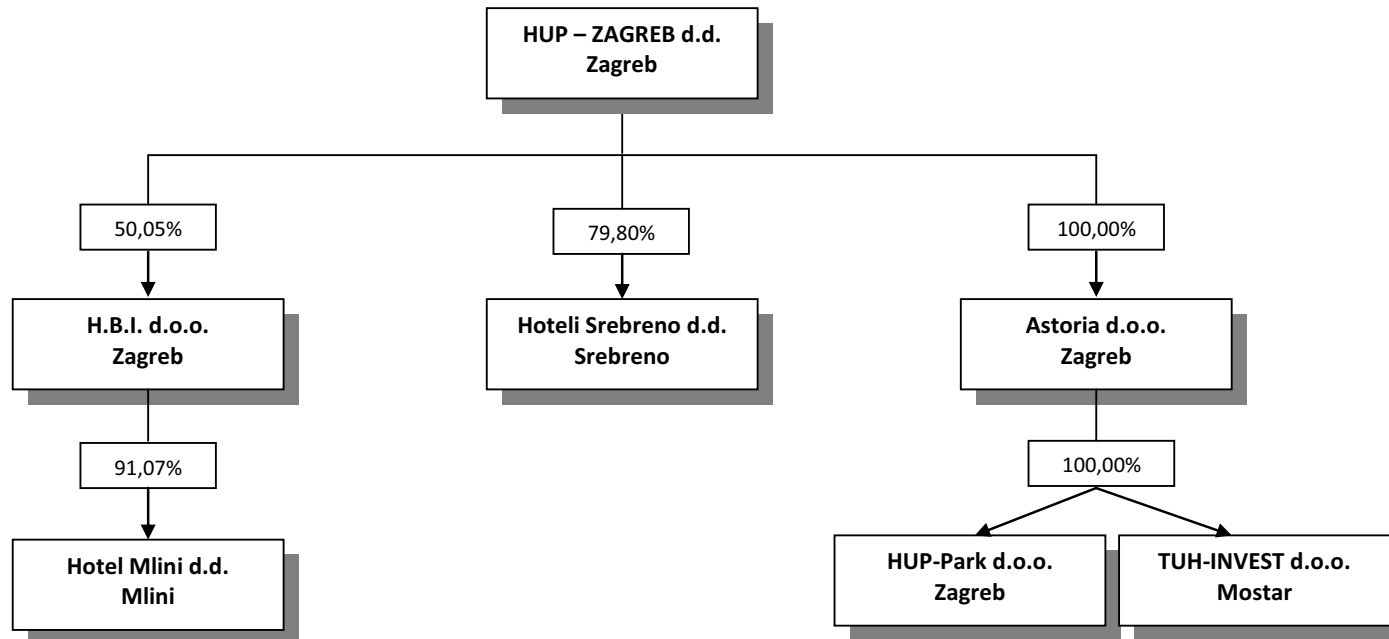 HUP – ZAGREB d.d.
Zagreb
50,05%
79,80%
100,00%
H.B.I. d.o.o.
Zagreb
Hoteli Srebreno d.d.
Srebreno
Astoria d.o.o.
Zagreb
91,07%
100,00%
Hotel Mlini d.d.
Mlini
HUP-Park d.o.o.
Zagreb
TUH-INVEST d.o.o.
Mostar